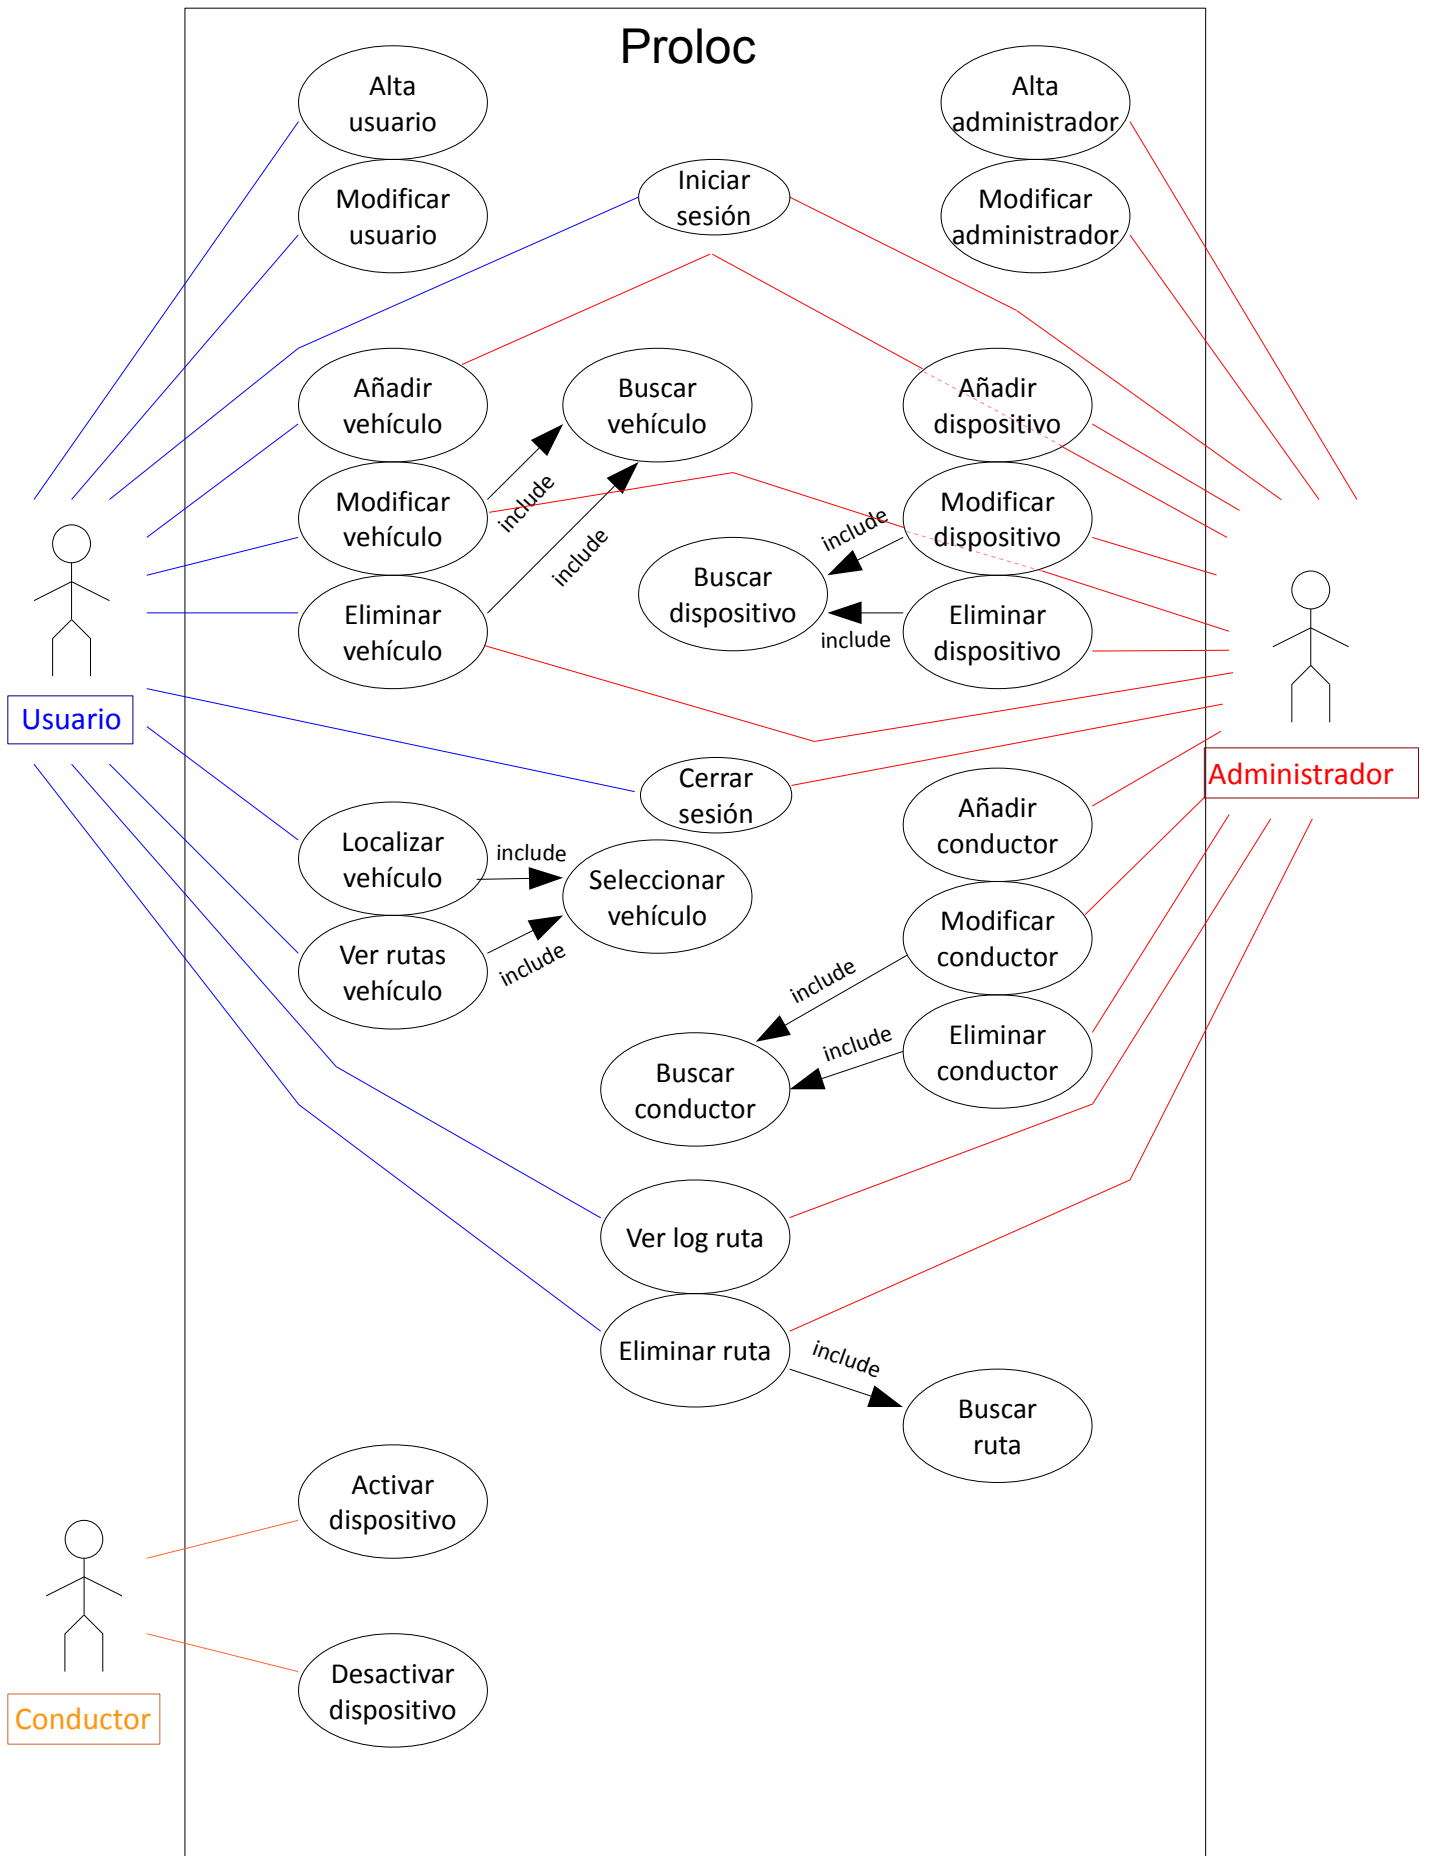 Proloc
Alta
usuario
Alta
administrador
Modificar
usuario
Iniciar
sesión
Modificar
administrador
Añadir
vehículo
Buscar
vehículo
Añadir
dispositivo
Modificar
vehículo
include
include
Modificar
dispositivo
include
Buscar
dispositivo
Eliminar
vehículo
include
Eliminar
dispositivo
Usuario
Administrador
Cerrar
sesión
Añadir
conductor
Localizar
vehículo
include
Seleccionar
vehículo
Ver rutas
vehículo
include
Modificar
conductor
include
Eliminar
conductor
include
Buscar
conductor
Ver log ruta
Eliminar ruta
include
Buscar
ruta
Activar
dispositivo
Desactivar
dispositivo
Conductor